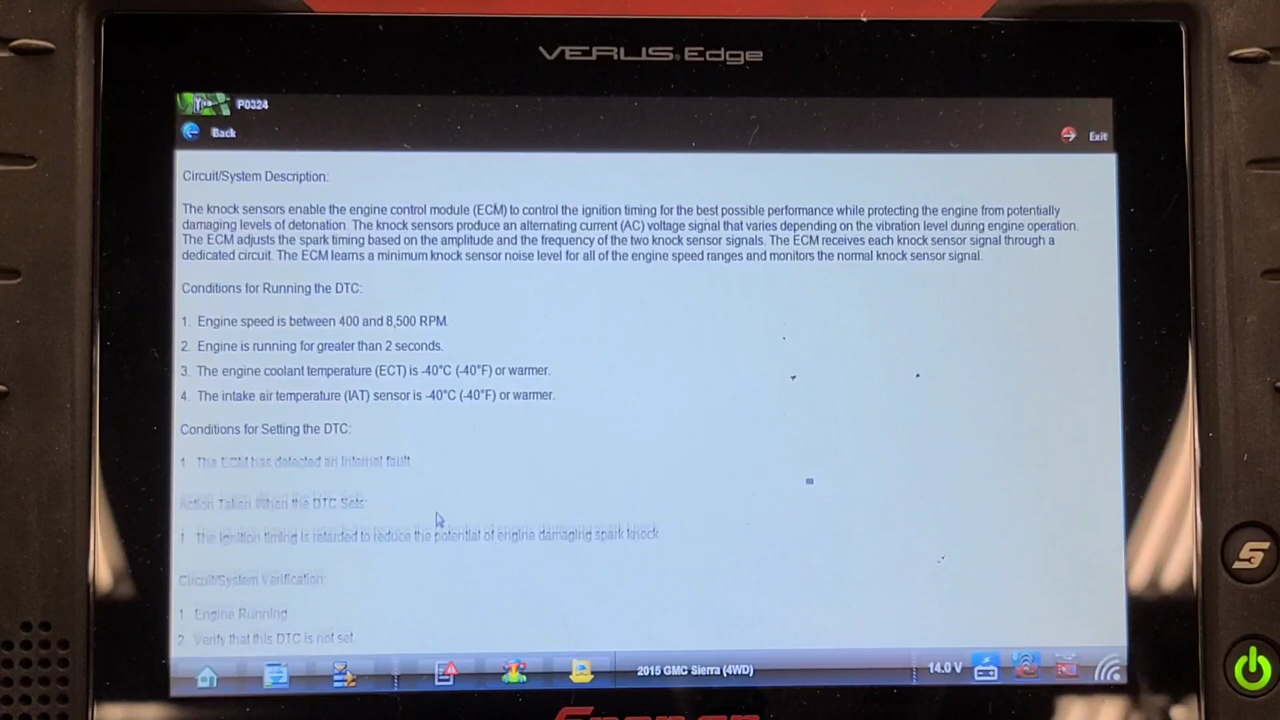 VERUS Edge
P0324
Back
Exit
Circuit/System Description:
The knock sensors enable the engine control module (ECM) to control the ignition timing for the best possible performance while protecting the engine from potentially
damaging levels of detonation. The knock sensors produce an alternating current (AC) voltage signal that varies depending on the vibration level during engine operation.
The ECM adjusts the spark timing based on the amplitude and the frequency of the two knock sensor signals. The ECM receives each knock sensor signal through a
dedicated circuit. The ECM learns a minimum knock sensor noise level for all of the engine speed ranges and monitors the normal knock sensor signal.
Conditions for Running the DTC:
1. Engine speed is between 400 and 8,500 RPM.
2. Engine is running for greater than 2 seconds.
3. The engine coolant temperature (ECT) is -40°C (-40°F) or warmer.
4. The intake air temperature (IAT) sensor is -40°C (-40°F) or warmer.
Conditions for Setting the DTC:
1 The ECM has detected an internal fault
Action Taken When the DTC Sets:
1 The ignition timing is retarded to reduce the potential of engine damaging spark knock
Circuit/System Verification:
1 Engine Running
2. Verify that this DTC is not set
2015 GMC Sierra (4WD)
14.0 V
Snap-on